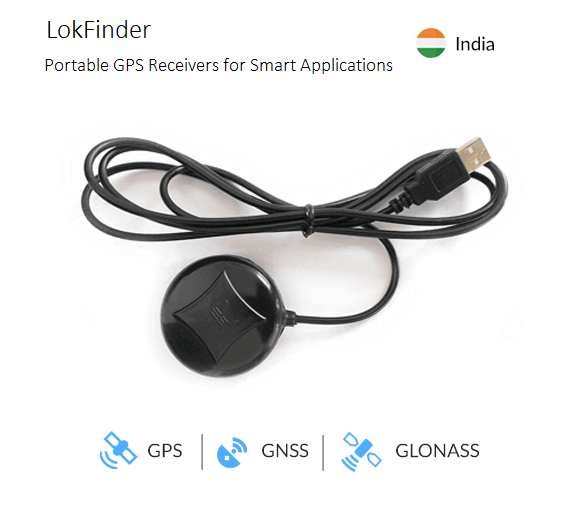 LokFinder
India
Portable GPS Receivers for Smart Applications
GPS
GNSS
GLONASS